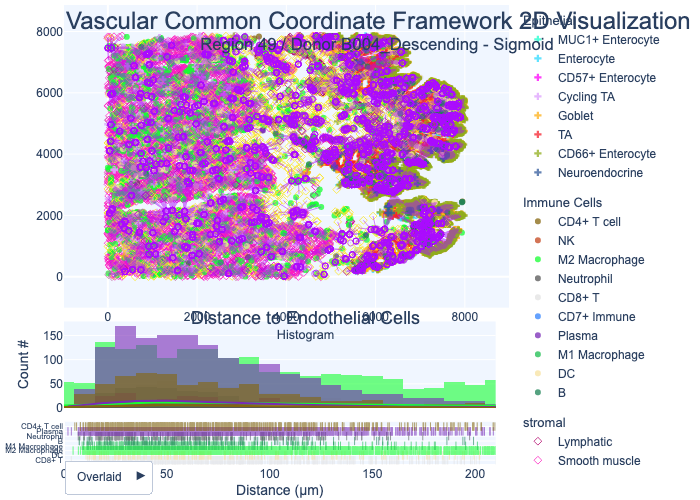 Vascular Common Coordinate Framework 2D Visualization
Region 49, Donor B004_Descending - Sigmoid
8000
6000
4000
2000
0
0
2000
4000
6000
8000
Epithelial
MUC1+ Enterocyte
Enterocyte
CD57+ Enterocyte
Cycling TA
Goblet
TA
CD66+ Enterocyte
Neuroendocrine
Immune Cells
CD4+ T cell
NK
M2 Macrophage
Neutrophil
CD8+ T
CD7+ Immune
Plasma
M1 Macrophage
DC
B
stromal
Lymphatic
Smooth muscle
Distance to Endothelial Cells
Histogram
Count #
150
100
50
0
CD4+ T cell
Plasma
Neutrophil
M1 Macrophage
M2 Macrophage
CD8+ T
0
50
100
150
200
Distance (μm)
Overlaid